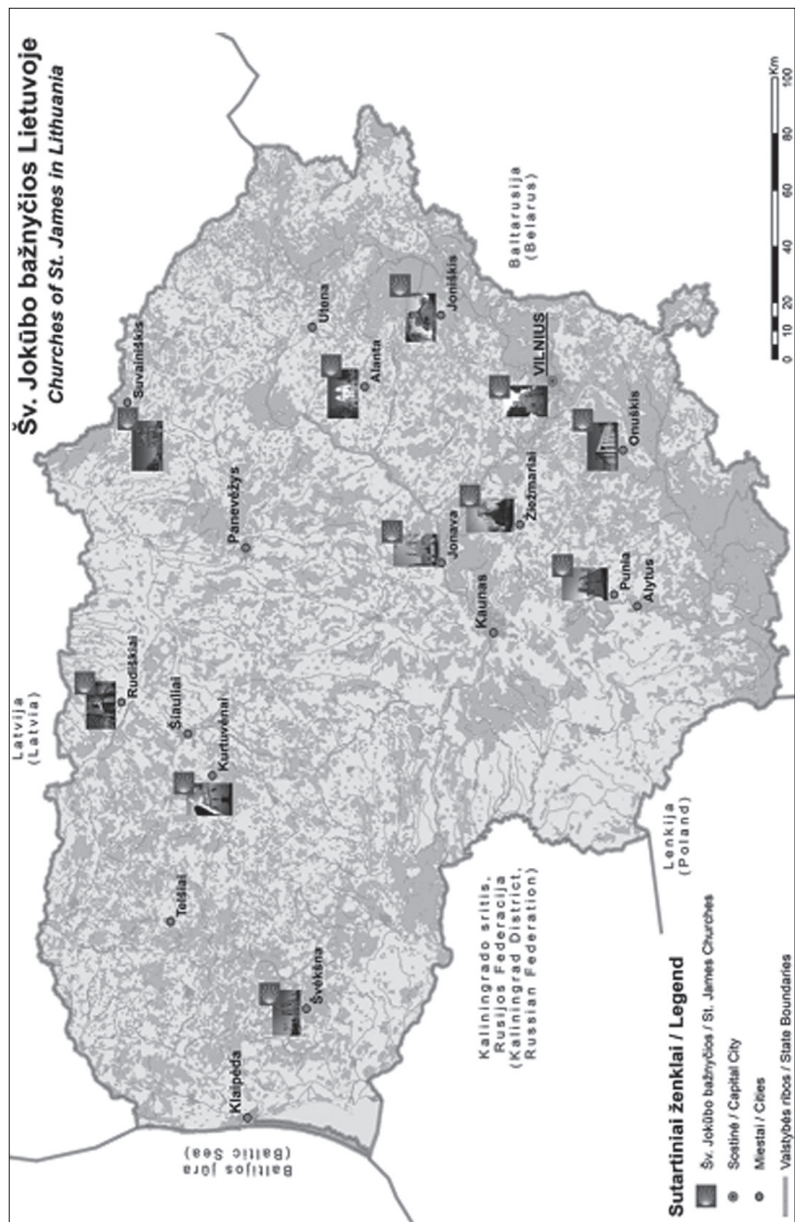 Šv. Jokūbo bažnyčios Lietuvoje
Churches of St. James in Lithuania
Latvija
(Latvia)
Suvainiškis
Rudiškiai
Šiauliai
Kurtuvėnai
Telšiai
Panevėžys
Utena
Alanta
Joniškis
Klaipėda
Švėkšna
Baltijos jūra
(Baltic Sea)
Jonava
Kaunas
Žiežmariai
VILNIUS
Baltarusija
(Belarus)
Onuškis
Punia
Alytus
Kaliningrado sritis,
Rusijos Federacija
(Kaliningrad District,
Russian Federation)
Lenkija
(Poland)
Sutartiniai ženklai / Legend
Šv. Jokūbo bažnyčios / St. James Churches
Sostinė / Capital City
Miestai / Cities
Valstybės ribos / State Boundaries
Km
0 10 20 40 60 80 100